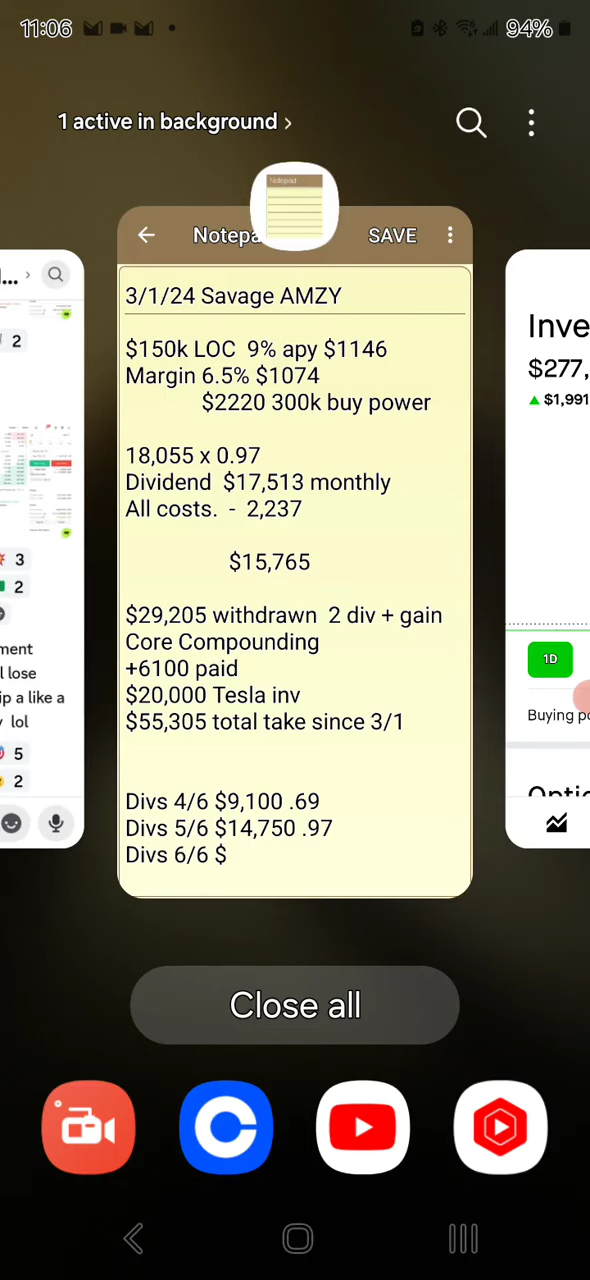 11:06
94%
1 active in background ›
Notepad
Notepa
SAVE
3/1/24 Savage AMZY
$150k LOC 9% apy $1146
Margin 6.5% $1074
$2220 300k buy power
18,055 x 0.97
Dividend $17,513 monthly
All costs. - 2,237
$15,765
$29,205 withdrawn 2 div + gain
Core Compounding
+6100 paid
$20,000 Tesla inv
$55,305 total take since 3/1
Divs 4/6 $9,100 .69
Divs 5/6 $14,750 .97
Divs 6/6 $
...
2
3
2
ment
l lose
ip a like a
lol
5
2
Inve
$277,
▲ $1,991
1D
Buying po
Optio
Close all